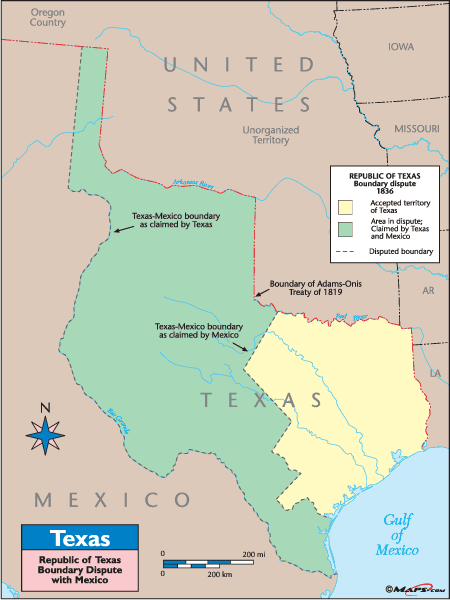 Oregon
Country
UNITED
STATES
IOWA
Unorganized
Territory
MISSOURI
REPUBLIC OF TEXAS
Boundary dispute
1836
Accepted territory
of Texas
Area in dispute;
Claimed by Texas
and Mexico
Disputed boundary
Arkansas River
Texas-Mexico boundary
as claimed by Texas
Boundary of Adams-Onis
Treaty of 1819
AR
Red River
Texas-Mexico boundary
as claimed by Mexico
LA
TEXAS
N
Rio Grande
MEXICO
Gulf
of
Mexico
Texas
Republic of Texas
Boundary Dispute
with Mexico
0 200 mi
0 200 km
©MAPS.COM